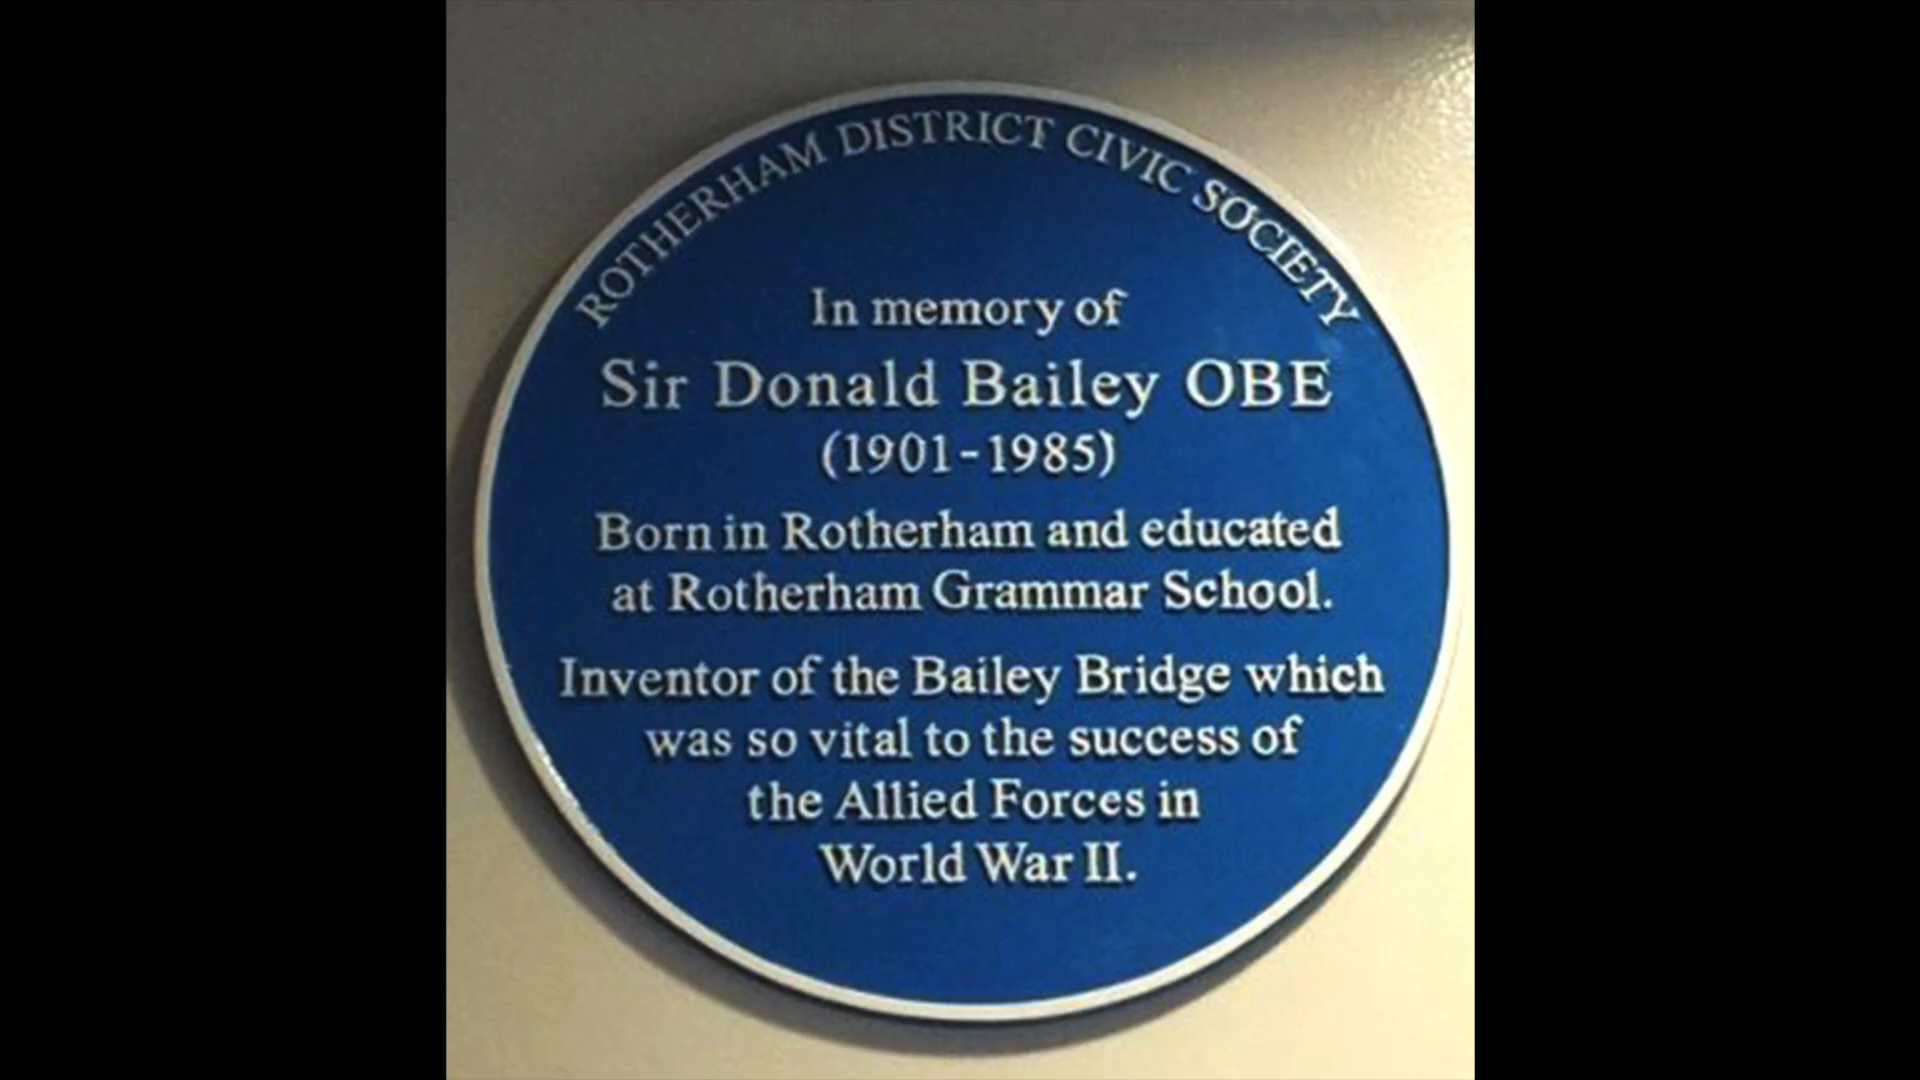 ROTHERHAM DISTRICT CIVIC SOCIETY
In memory of
Sir Donald Bailey OBE
(1901-1985)
Born in Rotherham and educated
at Rotherham Grammar School.
Inventor of the Bailey Bridge which
was so vital to the success of
the Allied Forces in
World War II.